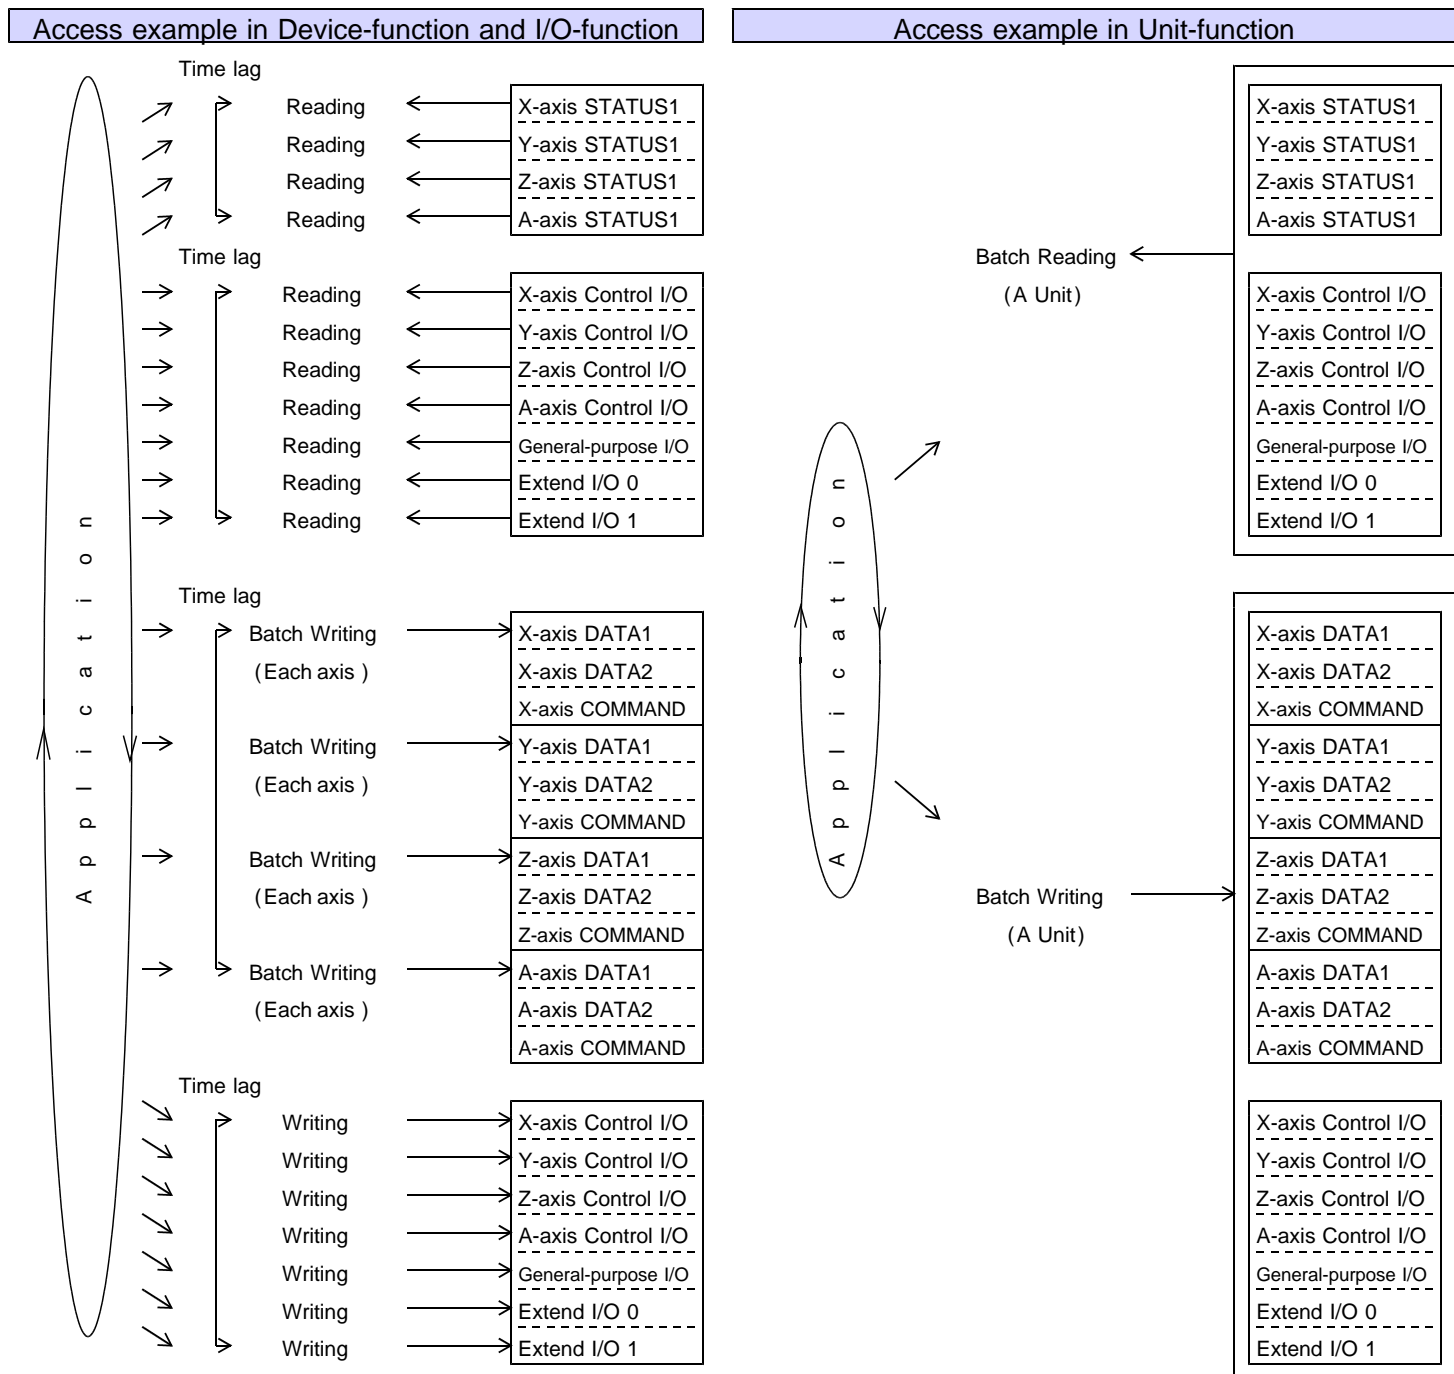 Access example in Device-function and I/O-function
Time lag
Reading
X-axis STATUS1
Reading
Y-axis STATUS1
Reading
Z-axis STATUS1
Reading
A-axis STATUS1
Time lag
Reading
X-axis Control I/O
Reading
Y-axis Control I/O
Reading
Z-axis Control I/O
Reading
A-axis Control I/O
Reading
General-purpose I/O
Reading
Extend I/O 0
Reading
Extend I/O 1
Application
Time lag
Batch Writing
(Each axis )
X-axis DATA1
X-axis DATA2
X-axis COMMAND
Batch Writing
(Each axis )
Y-axis DATA1
Y-axis DATA2
Y-axis COMMAND
Batch Writing
(Each axis )
Z-axis DATA1
Z-axis DATA2
Z-axis COMMAND
Batch Writing
(Each axis )
A-axis DATA1
A-axis DATA2
A-axis COMMAND
Time lag
Writing
X-axis Control I/O
Writing
Y-axis Control I/O
Writing
Z-axis Control I/O
Writing
A-axis Control I/O
Writing
General-purpose I/O
Writing
Extend I/O 0
Writing
Extend I/O 1
Access example in Unit-function
Application
Batch Reading
(A Unit)
X-axis STATUS1
Y-axis STATUS1
Z-axis STATUS1
A-axis STATUS1
X-axis Control I/O
Y-axis Control I/O
Z-axis Control I/O
A-axis Control I/O
General-purpose I/O
Extend I/O 0
Extend I/O 1
Batch Writing
(A Unit)
X-axis DATA1
X-axis DATA2
X-axis COMMAND
Y-axis DATA1
Y-axis DATA2
Y-axis COMMAND
Z-axis DATA1
Z-axis DATA2
Z-axis COMMAND
A-axis DATA1
A-axis DATA2
A-axis COMMAND
X-axis Control I/O
Y-axis Control I/O
Z-axis Control I/O
A-axis Control I/O
General-purpose I/O
Extend I/O 0
Extend I/O 1